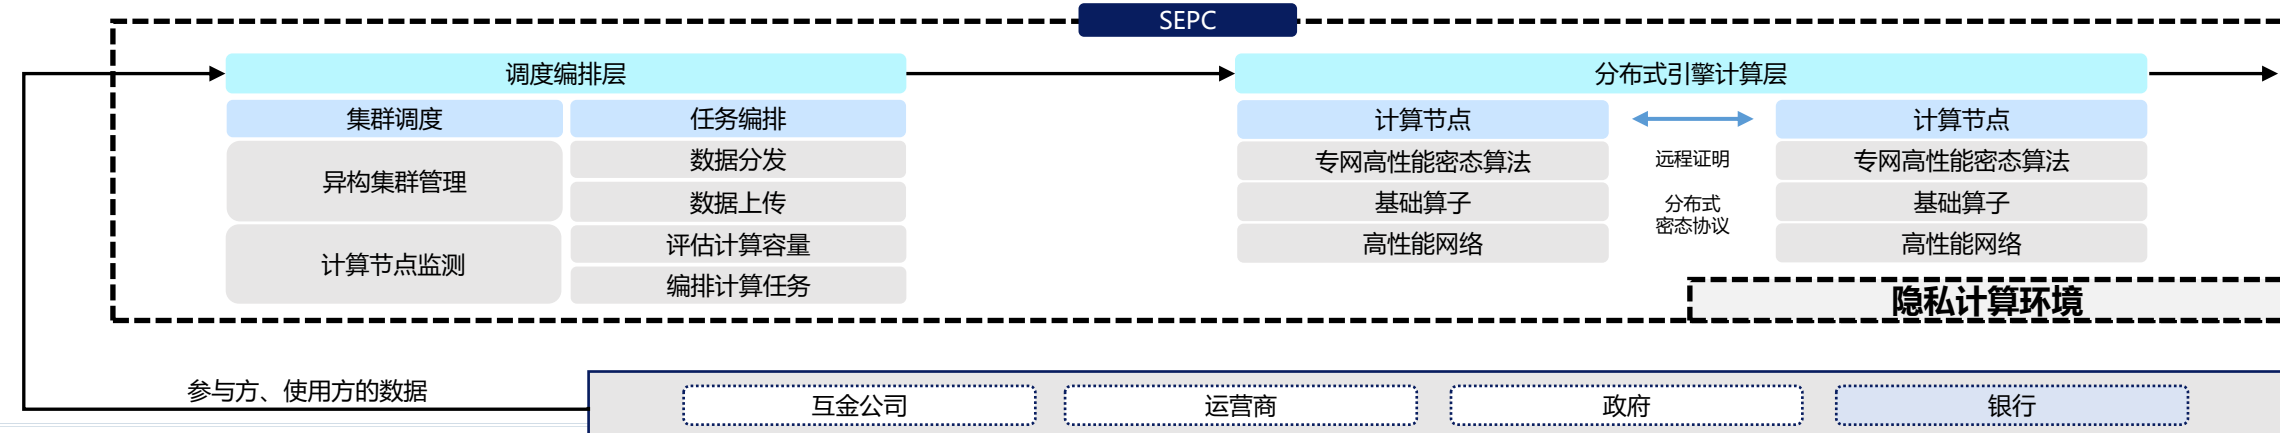 SEPC
调度编排层
集群调度
异构集群管理
计算节点监测
任务编排
数据分发
数据上传
评估计算容量
编排计算任务
分布式引擎计算层
计算节点
专网高性能密态算法
基础算子
高性能网络
远程证明
分布式
密态协议
计算节点
专网高性能密态算法
基础算子
高性能网络
隐私计算环境
参与方、使用方的数据
互金公司
运营商
政府
银行